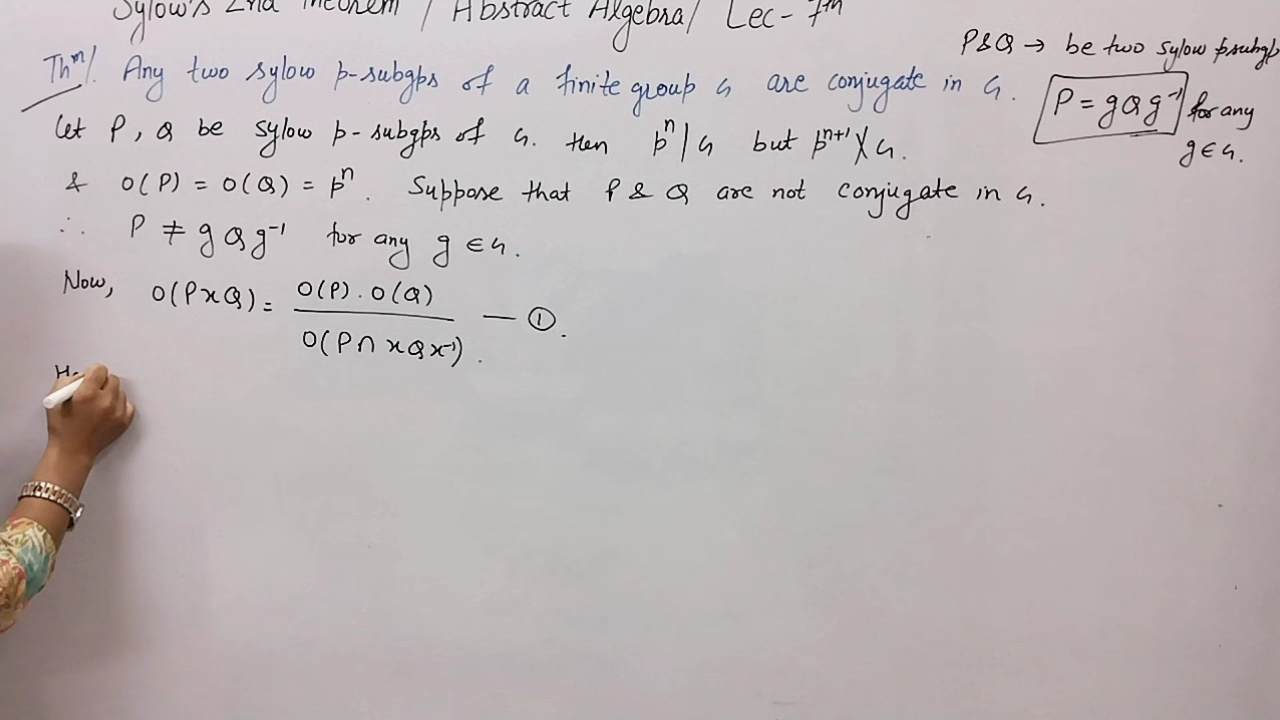 Sylow's 2nd Theorem / Abstract Algebra / Lec- 7th
P & Q → be two sylow p subgp
Thm/. Any two sylow p-subgps of a finite group G are conjugate in G.
P = gQg⁻¹ for any g ∈ G.
Let P, Q be sylow p-subgps of G. then pⁿ | G but pⁿ⁺¹ ∤ G.
& O(P) = O(Q) = pⁿ. Suppose that P & Q are not conjugate in G.
∴ P ≠ gQg⁻¹ for any g ∈ G.
Now, O(PxQ) = O(P) . O(Q) / O(P∩xQx⁻¹) . — ①.